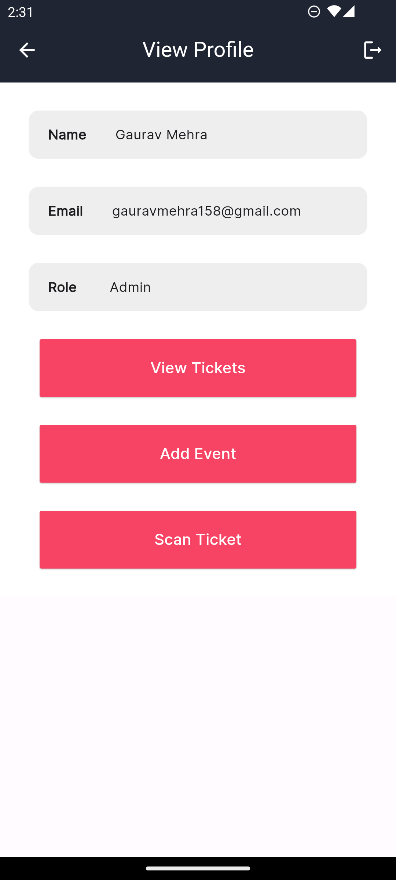 2:31
View Profile
Name Gaurav Mehra
Email gauravmehra158@gmail.com
Role Admin
View Tickets
Add Event
Scan Ticket